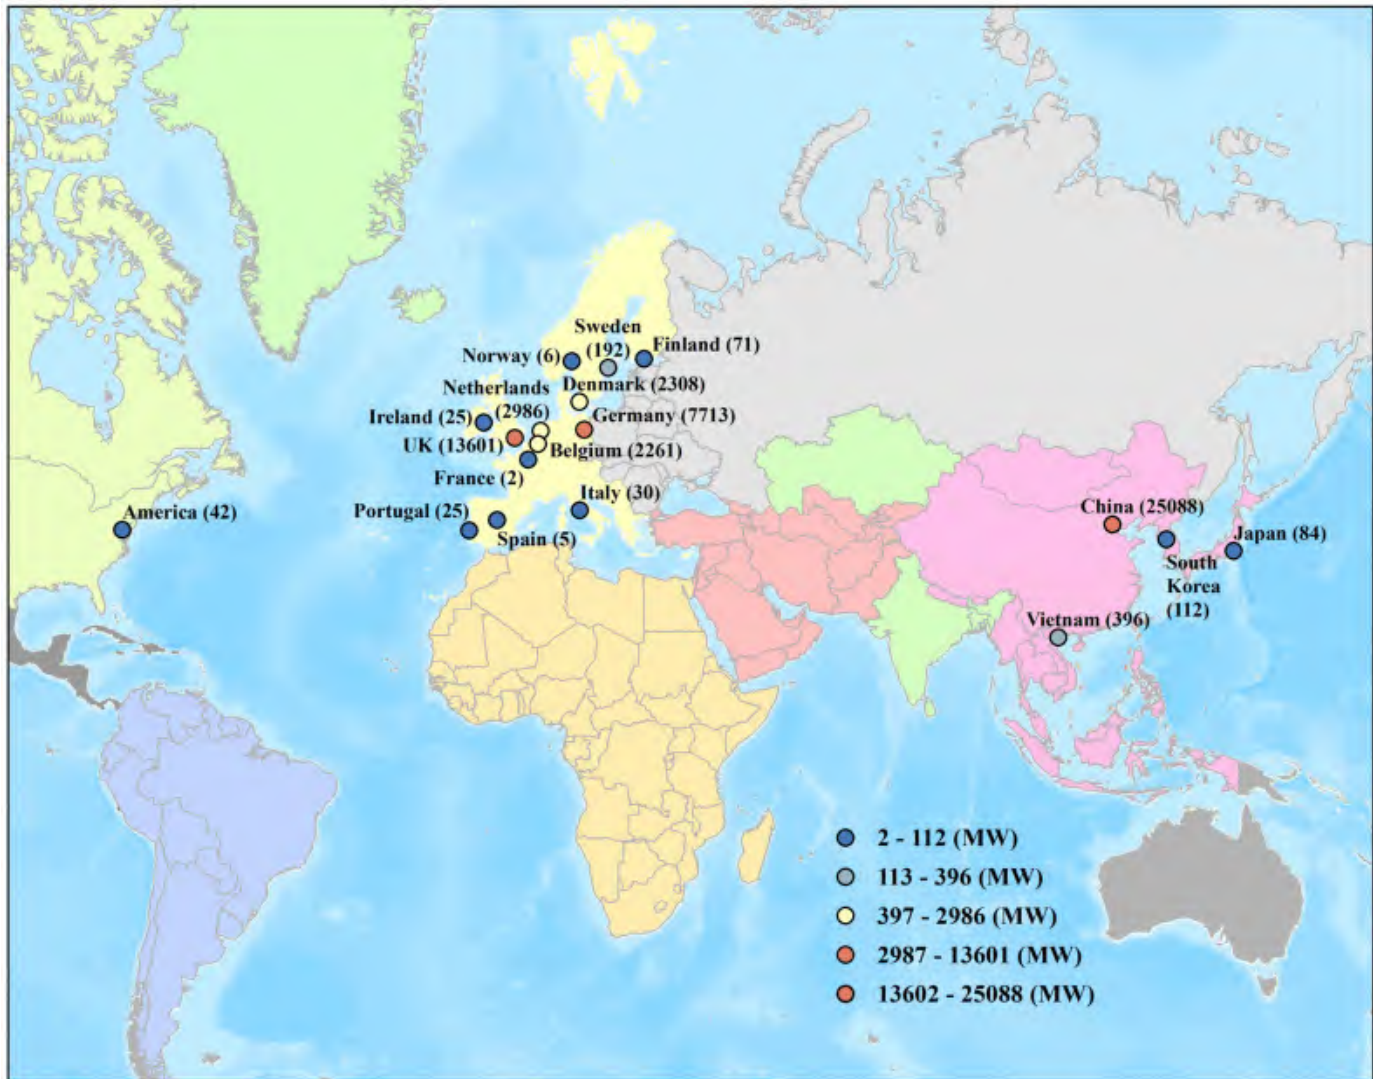 Sweden
(192)
Finland (71)
Norway (6)
Netherlands
(2986)
Denmark (2308)
Ireland (25)
Germany (7713)
UK (13601)
Belgium (2261)
France (2)
Italy (30)
Portugal (25)
Spain (5)
America (42)
China (25088)
Japan (84)
South
Korea
(112)
Vietnam (396)
2 - 112 (MW)
113 - 396 (MW)
397 - 2986 (MW)
2987 - 13601 (MW)
13602 - 25088 (MW)